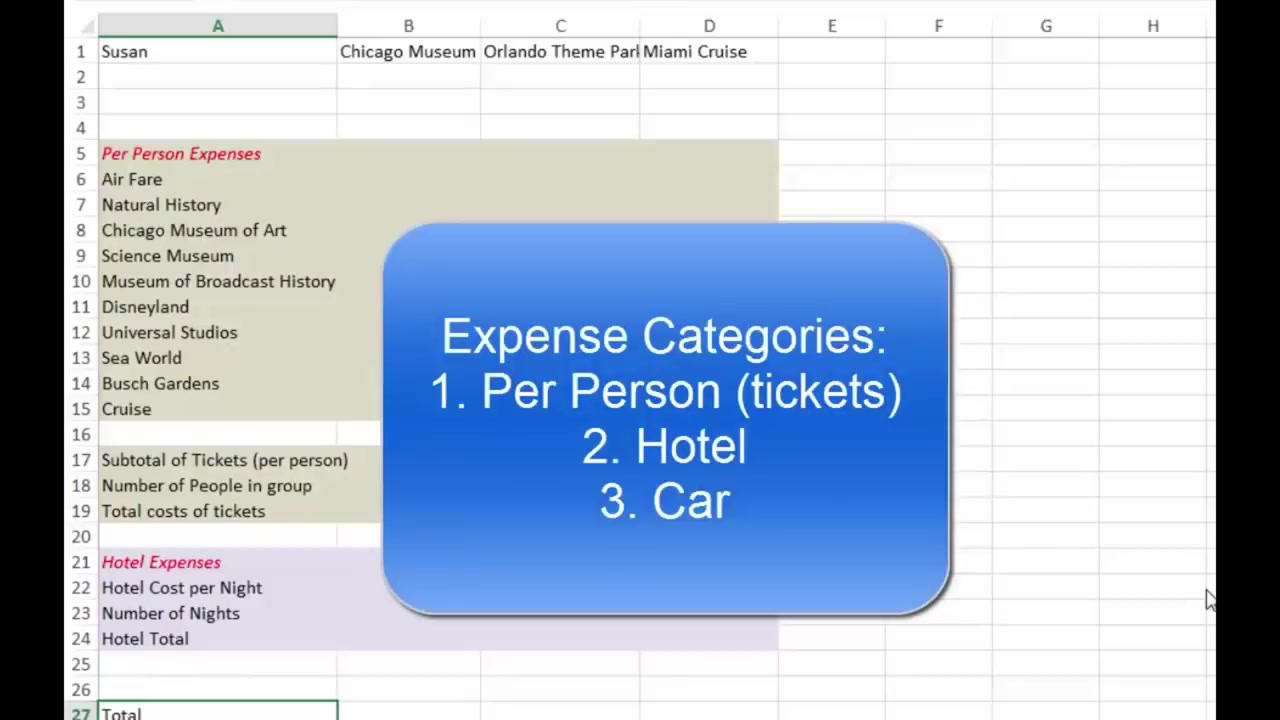 A B C D E F G H
1 Susan Chicago Museum Orlando Theme Parl Miami Cruise
2
3
4
5 Per Person Expenses
6 Air Fare
7 Natural History
8 Chicago Museum of Art
9 Science Museum
10 Museum of Broadcast History
11 Disneyland
12 Universal Studios
13 Sea World
14 Busch Gardens
15 Cruise
16
17 Subtotal of Tickets (per person)
18 Number of People in group
19 Total costs of tickets
20
21 Hotel Expenses
22 Hotel Cost per Night
23 Number of Nights
24 Hotel Total
25
26
27 Total
Expense Categories:
1. Per Person (tickets)
2. Hotel
3. Car